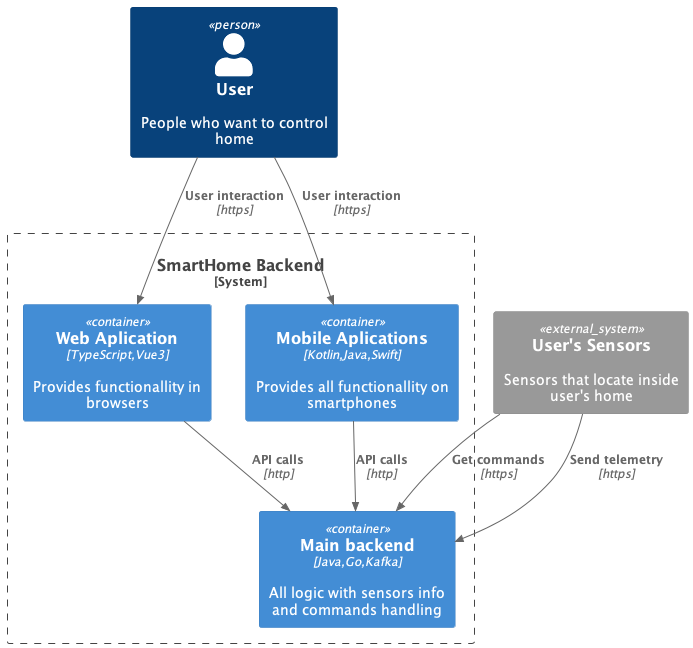 «person»
User
People who want to control
home
User interaction
[https]
User interaction
[https]
SmartHome Backend
[System]
«container»
Web Aplication
[TypeScript,Vue3]
Provides functionallity in
browsers
«container»
Mobile Aplications
[Kotlin,Java,Swift]
Provides all functionallity on
smartphones
«external_system»
User's Sensors
Sensors that locate inside
user's home
API calls
[http]
API calls
[http]
Get commands
[https]
Send telemetry
[https]
«container»
Main backend
[Java,Go,Kafka]
All logic with sensors info
and commands handling